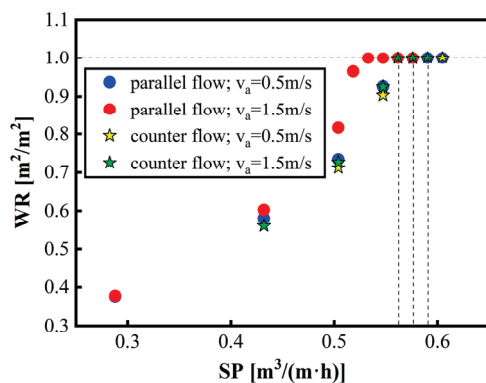 WR [m²/m²]
1.0
1.0
0.9
0.8
0.7
0.6
0.5
0.4
0.3
parallel flow; vₐ=0.5m/s
parallel flow; vₐ=1.5m/s
counter flow; vₐ=0.5m/s
counter flow; vₐ=1.5m/s
0.3
0.4
0.5
0.6
SP [m³/(m·h)]